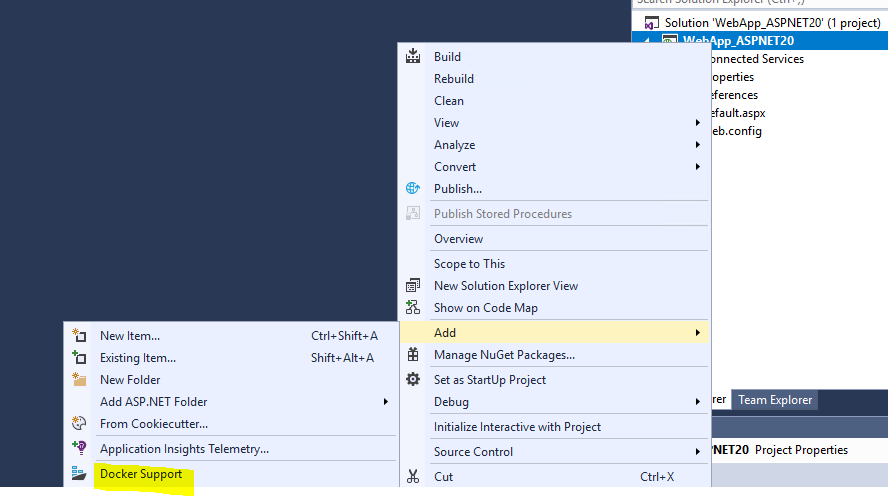 Search Solution Explorer (Ctrl+;)
Solution 'WebApp_ASPNET20' (1 project)
WebApp_ASPNET20
onnected Services
operties
eferences
efault.aspx
eb.config
Build
Rebuild
Clean
View
Analyze
Convert
Publish...
Publish Stored Procedures
Overview
Scope to This
New Solution Explorer View
Show on Code Map
Add
Manage NuGet Packages...
Set as StartUp Project
Debug
Initialize Interactive with Project
Source Control
Cut Ctrl+X
New Item... Ctrl+Shift+A
Existing Item... Shift+Alt+A
New Folder
Add ASP.NET Folder
From Cookiecutter...
Application Insights Telemetry...
Docker Support
rer Team Explorer
PNET20 Project Properties